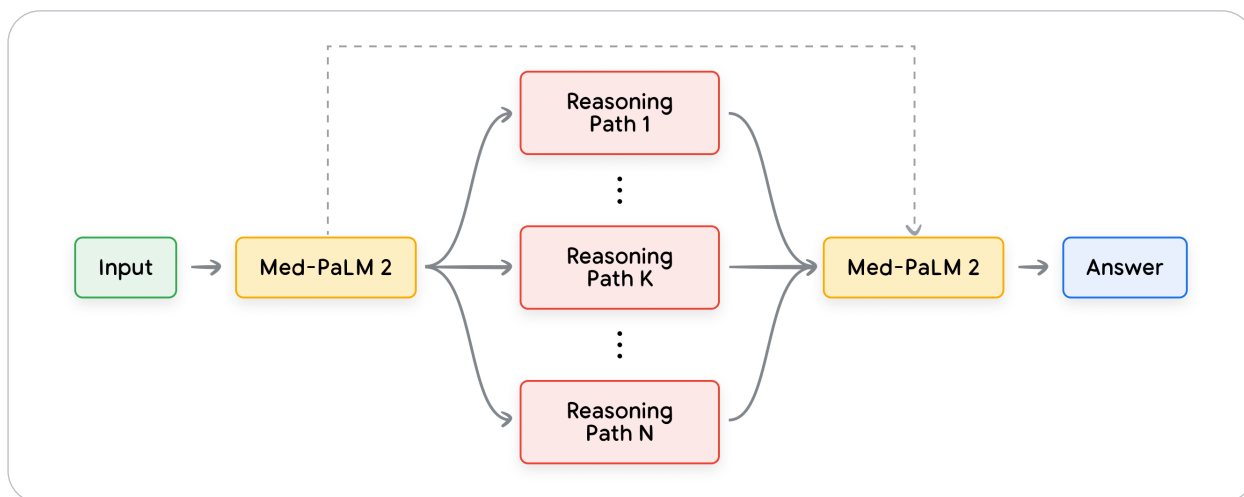 Input
Med-PaLM 2
Reasoning
Path 1
Reasoning
Path K
Reasoning
Path N
Med-PaLM 2
Answer